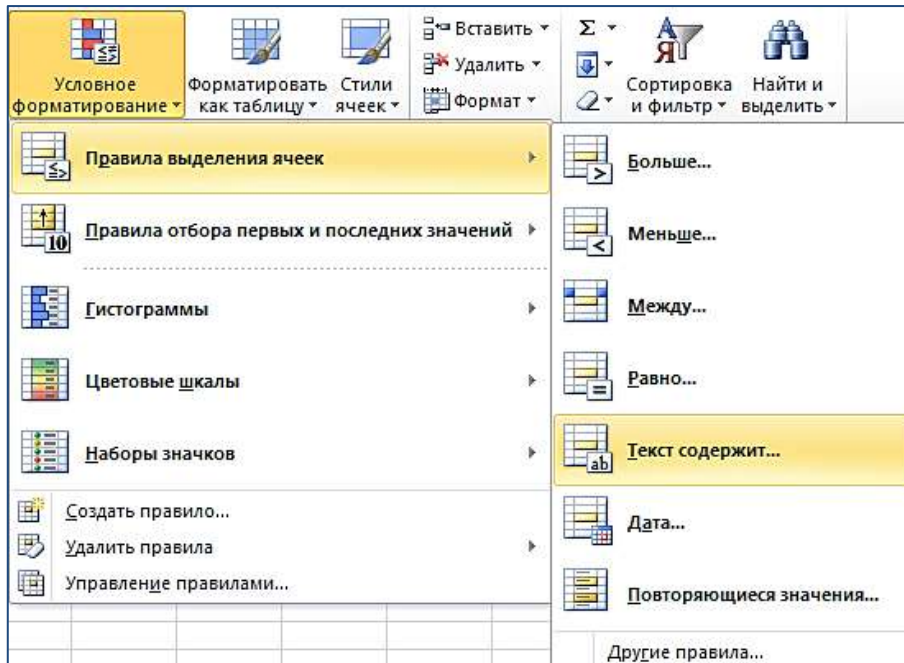 Условное форматирование
Форматировать как таблицу
Стили ячеек
Вставить
Удалить
Формат
Σ
А
Я
Сортировка и фильтр
Найти и выделить
Правила выделения ячеек
10
Правила отбора первых и последних значений
Гистограммы
Цветовые шкалы
Наборы значков
Создать правило...
Удалить правила
Управление правилами...
>
Больше...
<
Меньше...
Между...
=
Равно...
ab
Текст содержит...
Дата...
Повторяющиеся значения...
Другие правила...